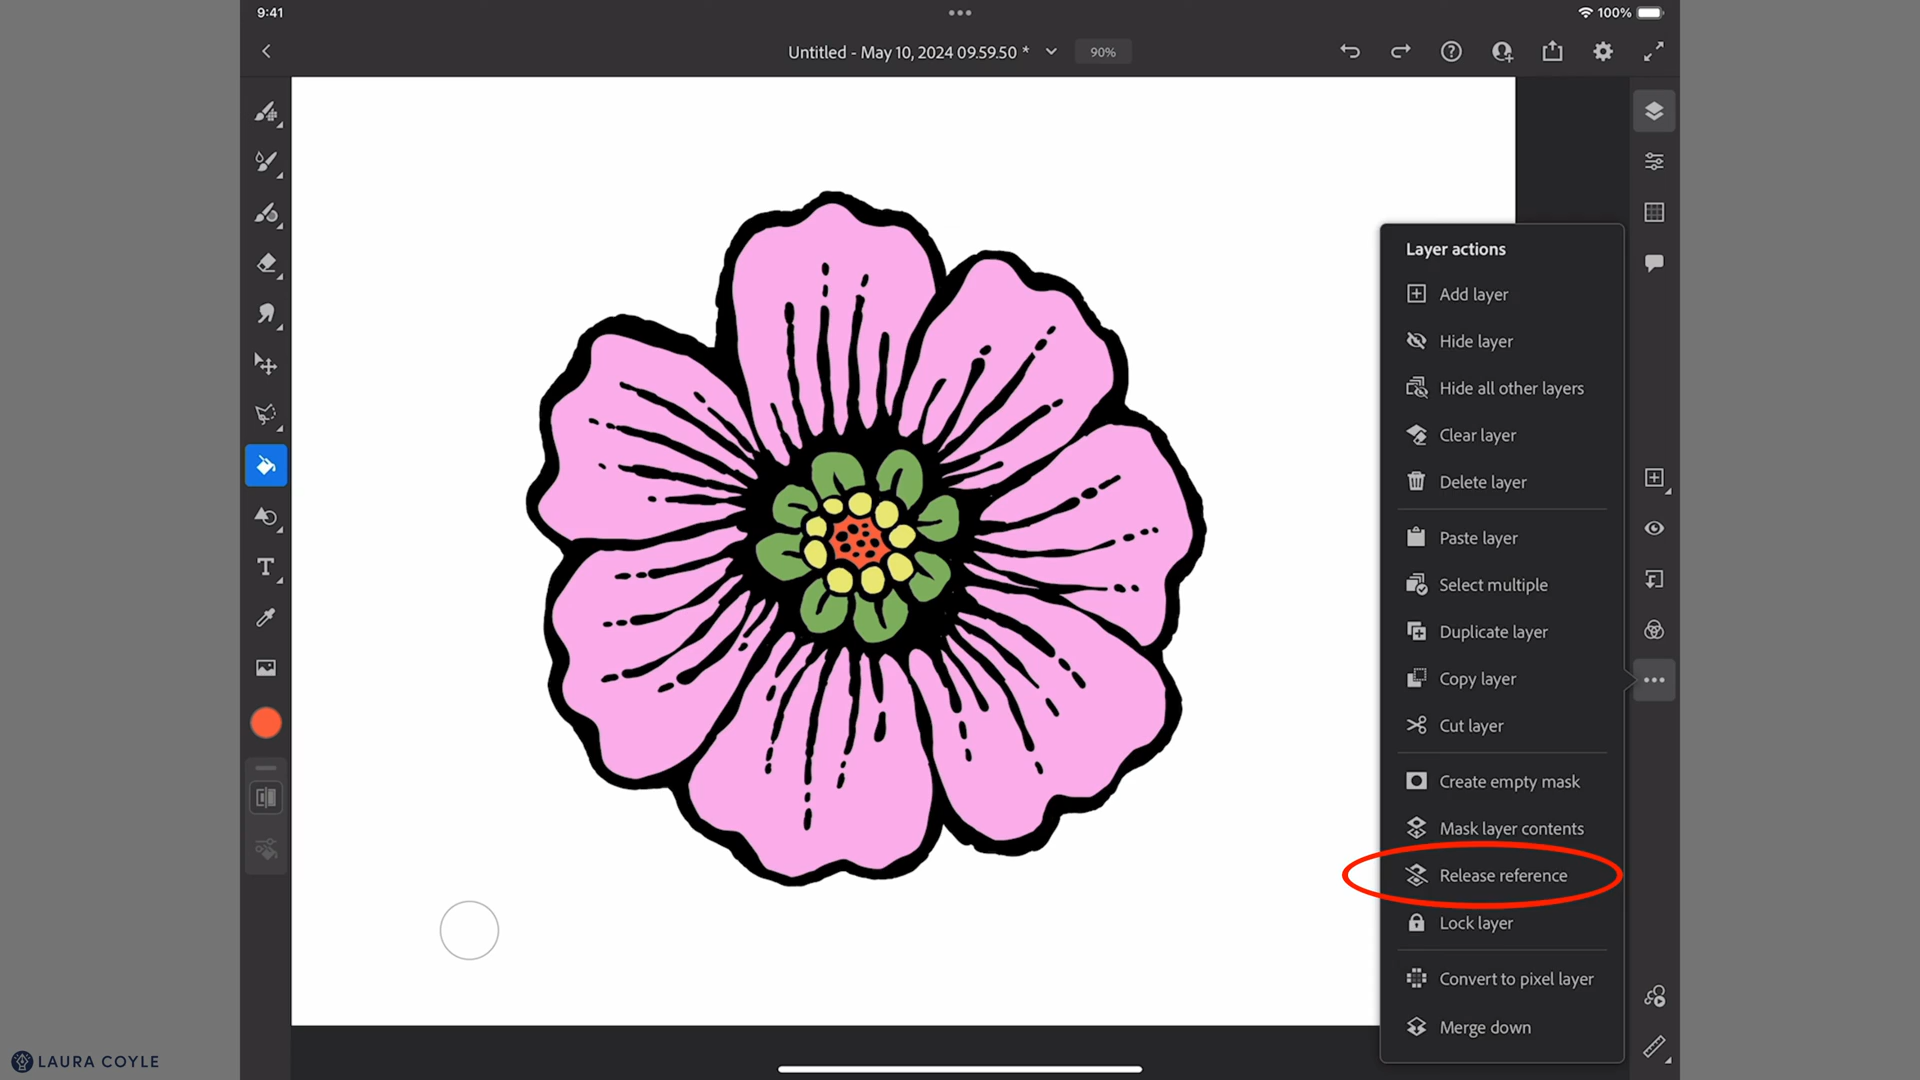 9:41
100%
Untitled - May 10, 2024 09.59.50 *
90%
Layer actions
Add layer
Hide layer
Hide all other layers
Clear layer
Delete layer
Paste layer
Select multiple
Duplicate layer
Copy layer
Cut layer
Create empty mask
Mask layer contents
Release reference
Lock layer
Convert to pixel layer
Merge down
LAURA COYLE